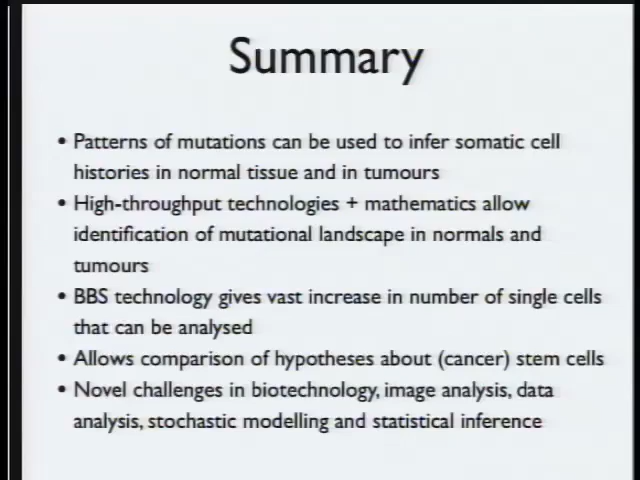 Summary
• Patterns of mutations can be used to infer somatic cell
histories in normal tissue and in tumours
• High-throughput technologies + mathematics allow
identification of mutational landscape in normals and
tumours
• BBS technology gives vast increase in number of single cells
that can be analysed
• Allows comparison of hypotheses about (cancer) stem cells
• Novel challenges in biotechnology, image analysis, data
analysis, stochastic modelling and statistical inference